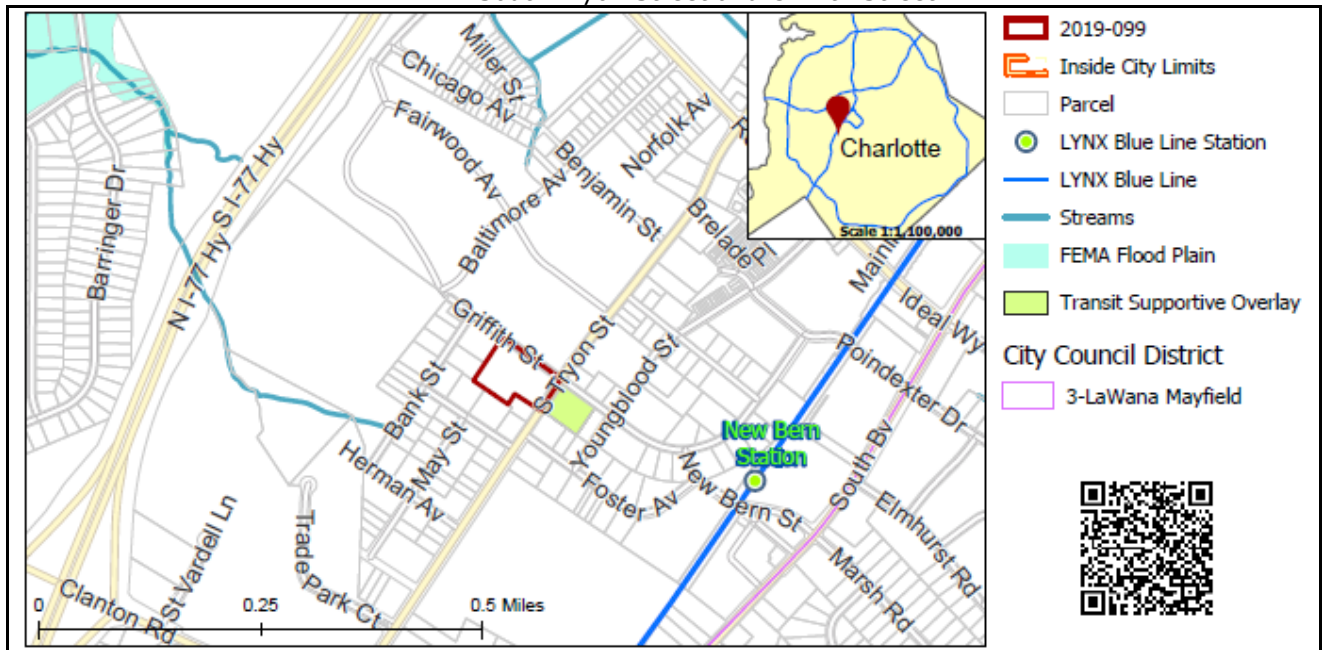 Miller St
Chicago Av
Fairwood Av
Norfolk Av
Benjamin St
Baltimore Av
Brelade Pl
Charlotte
Scale 1:1,100,000
Barringer Dr
N I-77 Hy S I-77 Hy
Griffith St
S Tryon St
Youngblood St
Ideal Wy
Poindexter Dr
Bank St
May St
Herman Av
Foster Av
New Bern
Station
New Bern St
South Bv
Elmhurst Rd
Marsh Rd
St Vardell Ln
Trade Park Ct
Clanton Rd
0 0.25 0.5 Miles
2019-099
Inside City Limits
Parcel
LYNX Blue Line Station
LYNX Blue Line
Streams
FEMA Flood Plain
Transit Supportive Overlay
City Council District
3-LaWana Mayfield